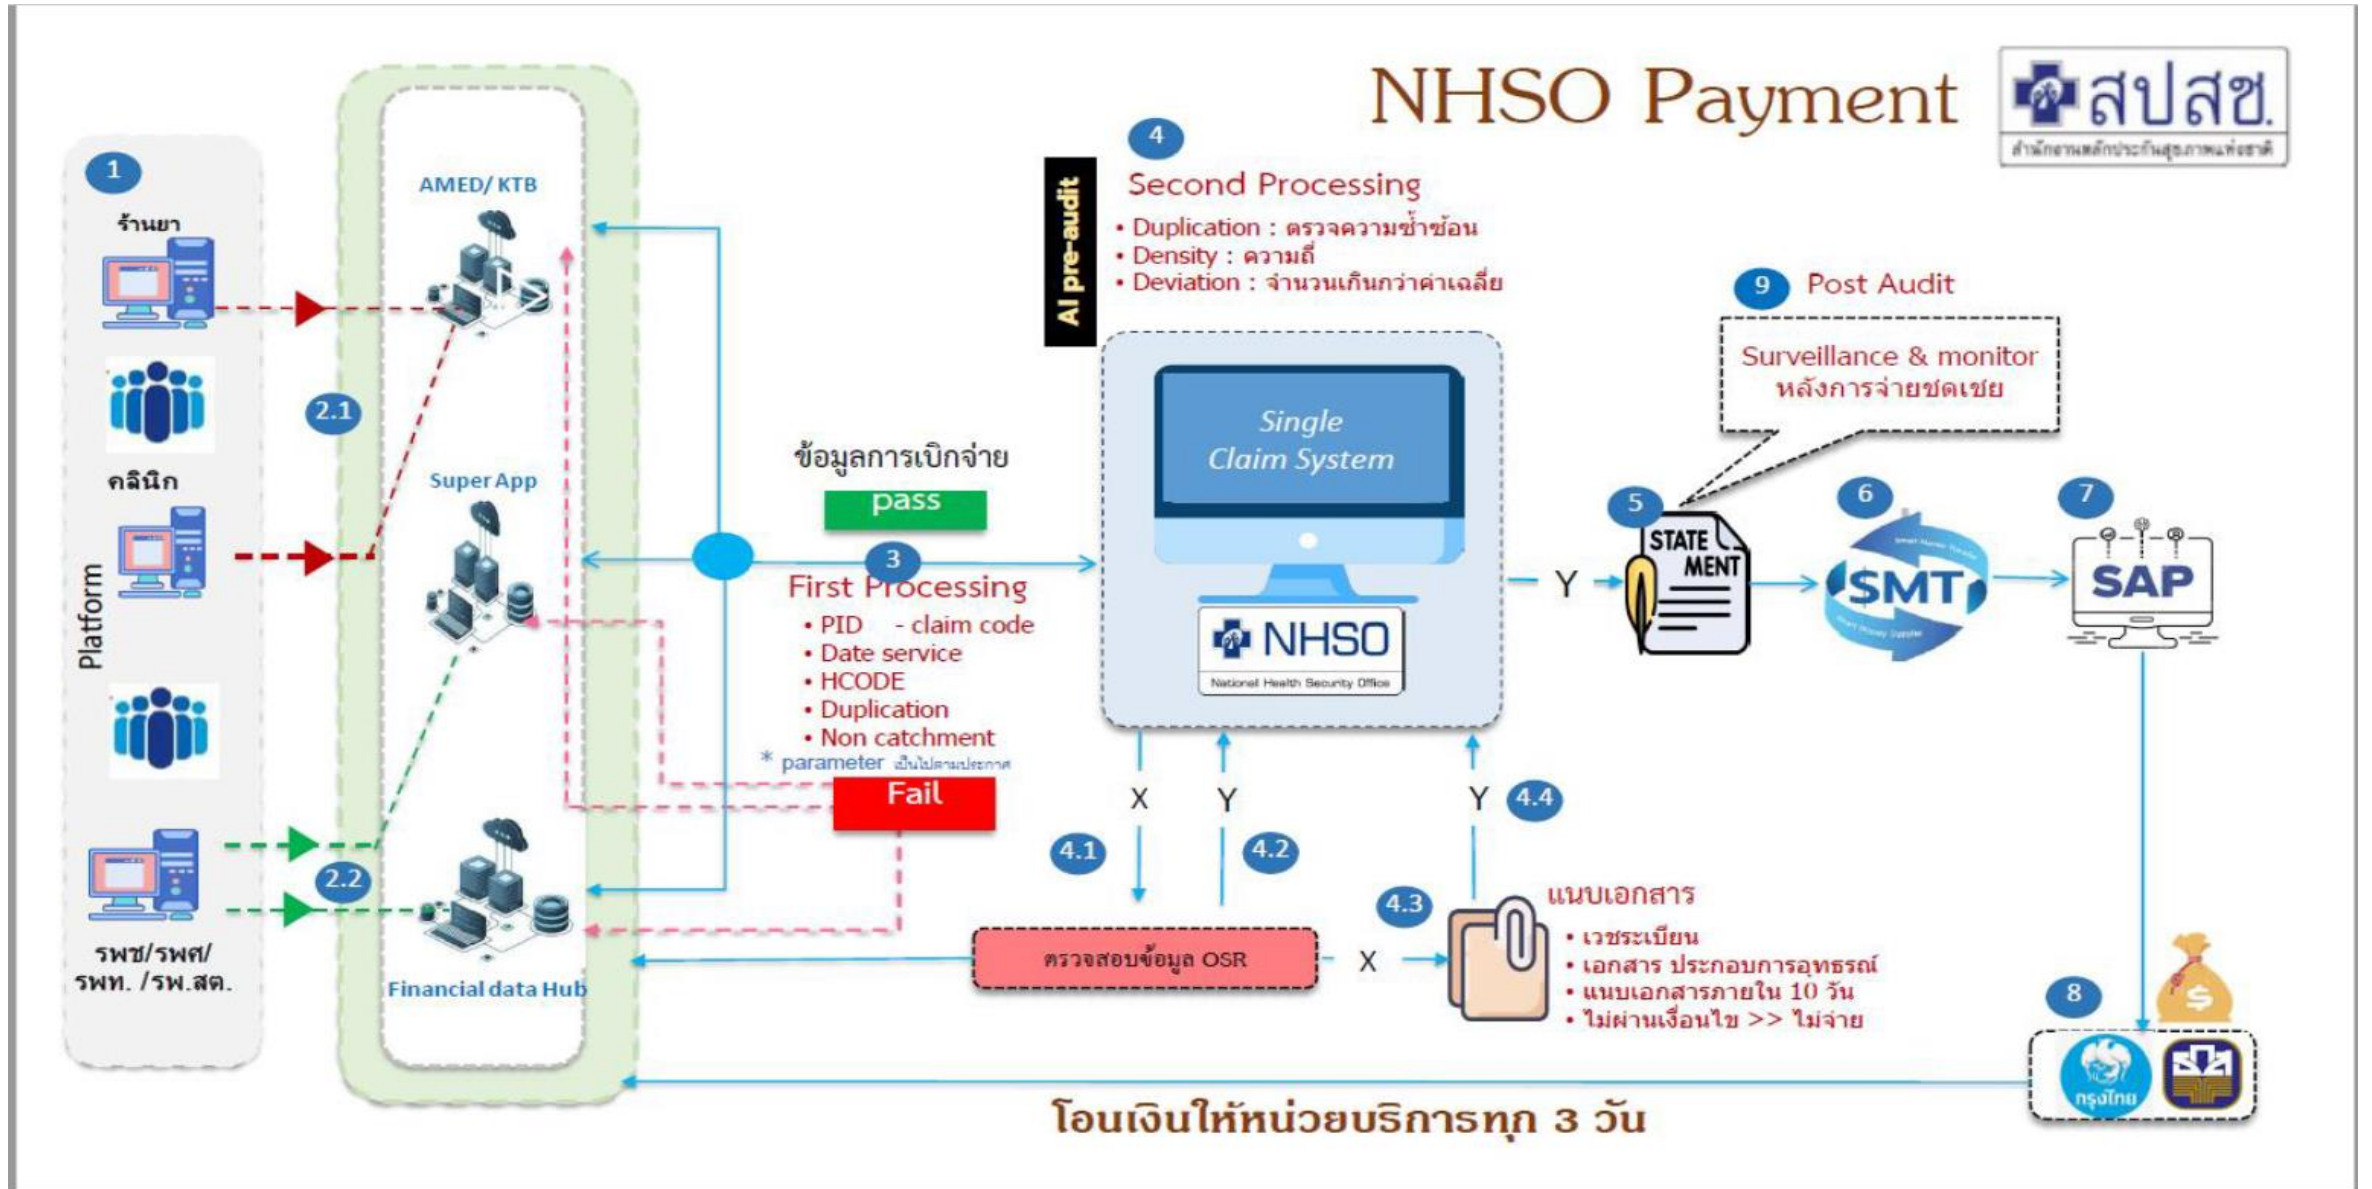 NHSO Payment
สปสช.
สำนักงานหลักประกันสุขภาพแห่งชาติ
1
ร้านยา
คลินิก
Platform
รพช/รพศ/
รพท. /รพ.สต.
2.1
2.2
AMED/ KTB
Super App
Financial data Hub
ข้อมูลการเบิกจ่าย
pass
3
First Processing
• PID - claim code
• Date service
• HCODE
• Duplication
• Non catchment
* parameter เป็นไปตามประกาศ
Fail
4
AI pre-audit
Second Processing
• Duplication : ตรวจความซ้ำซ้อน
• Density : ความถี่
• Deviation : จำนวนเกินกว่าค่าเฉลี่ย
Single
Claim System
NHSO
National Health Security Office
X
Y
4.1
4.2
ตรวจสอบข้อมูล OSR
X
4.3
Y
4.4
แนบเอกสาร
• เวชระเบียน
• เอกสาร ประกอบการอุทธรณ์
• แนบเอกสารภายใน 10 วัน
• ไม่ผ่านเงื่อนไข >> ไม่จ่าย
Y
5
STATE
MENT
9
Post Audit
Surveillance & monitor
หลังการจ่ายชดเชย
6
SMT
7
SAP
8
กรุงไทย
โอนเงินให้หน่วยบริการทุก 3 วัน